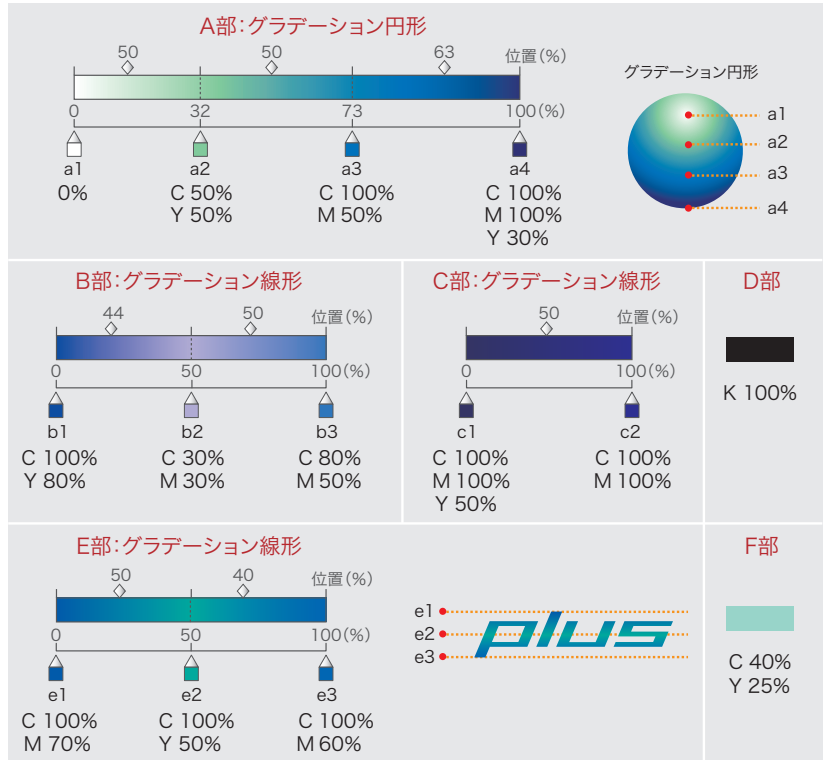 A部：グラデーション円形
50 50 63 位置(%)
0 32 73 100(%)
a1 a2 a3 a4
0% C 50% C 100% C 100%
Y 50% M 50% M 100%
Y 30%
グラデーション円形
a1
a2
a3
a4
B部：グラデーション線形
44 50 位置(%)
0 50 100(%)
b1 b2 b3
C 100% C 30% C 80%
Y 80% M 30% M 50%
C部：グラデーション線形
50 位置(%)
0 100(%)
c1 c2
C 100% C 100%
M 100% M 100%
Y 50%
D部
K 100%
E部：グラデーション線形
50 40 位置(%)
0 50 100(%)
e1 e2 e3
C 100% C 100% C 100%
M 70% Y 50% M 60%
e1
e2 plus
e3
F部
C 40%
Y 25%